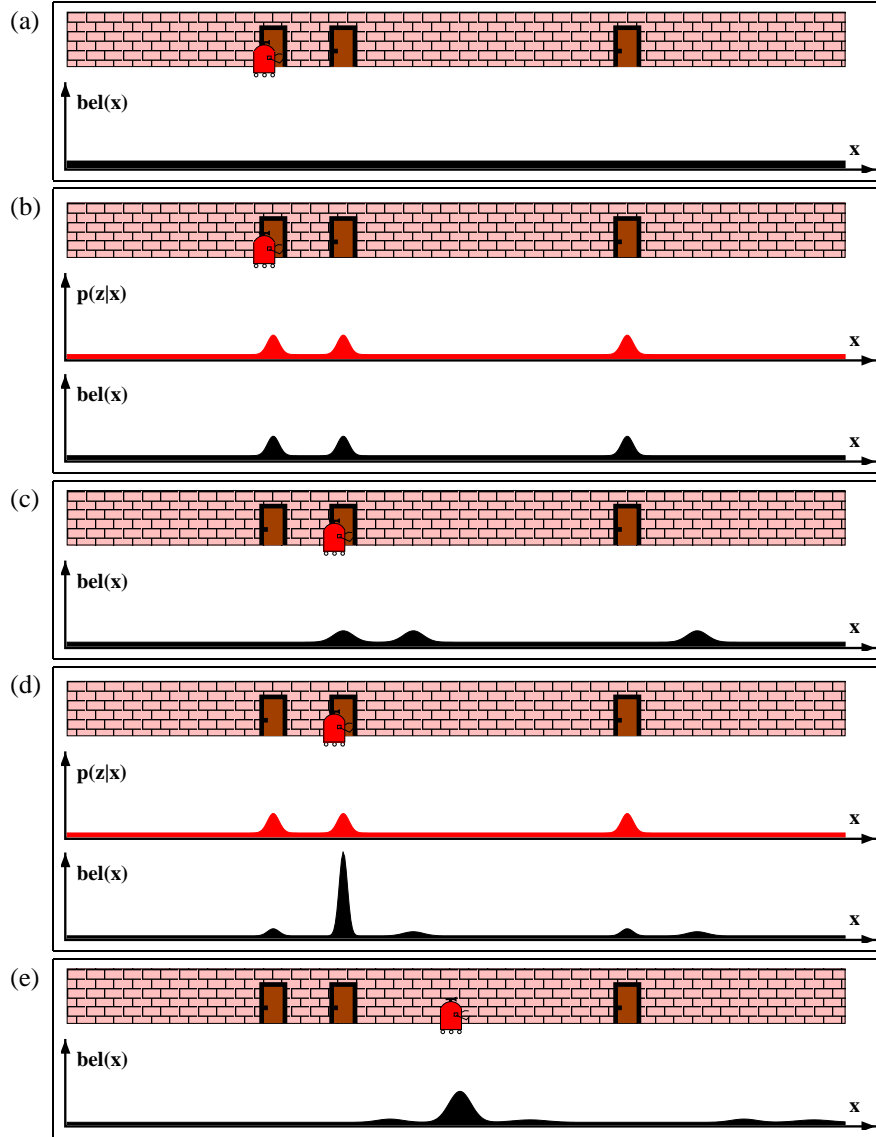 (a)
bel(x)
x
(b)
p(z|x)
x
bel(x)
x
(c)
bel(x)
x
(d)
p(z|x)
x
bel(x)
x
(e)
bel(x)
x